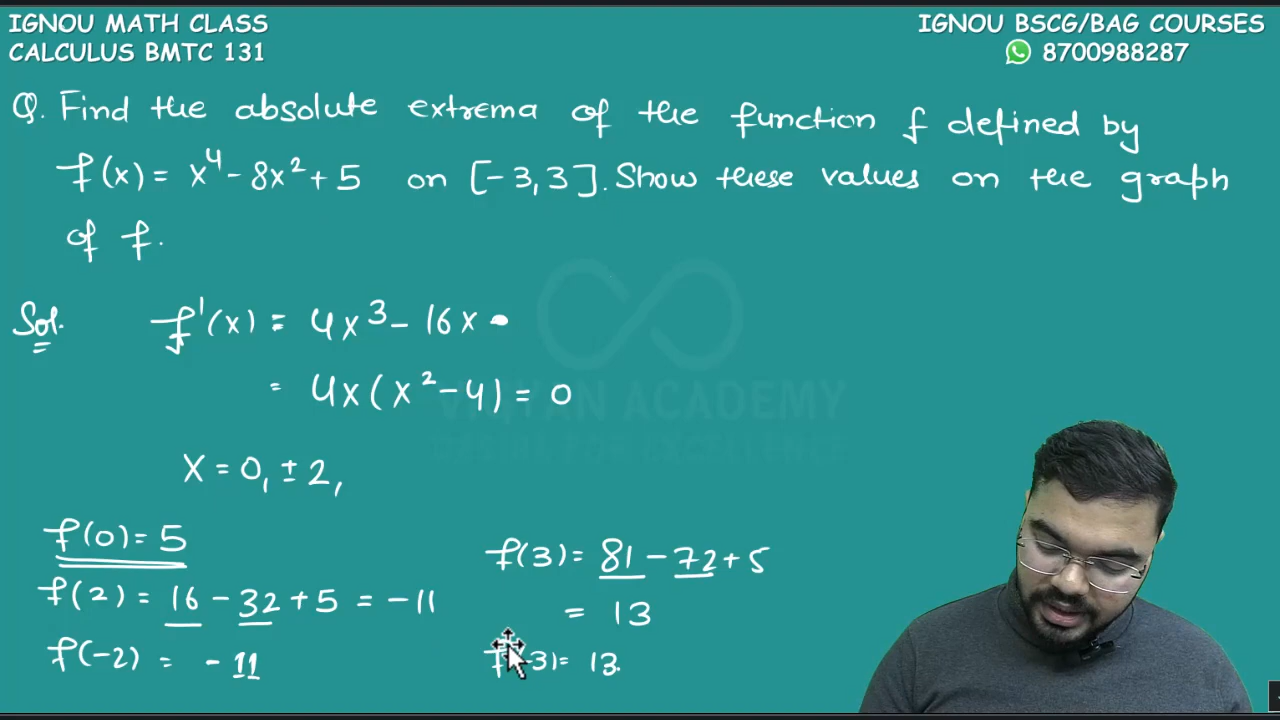 IGNOU MATH CLASS
CALCULUS BMTC 131
IGNOU BSCG/BAG COURSES
8700988287
Q. Find the absolute extrema of the function f defined by
f(x) = x⁴ - 8x² + 5 on [-3, 3]. Show these values on the graph
of f.
Sol. f'(x) = 4x³ - 16x
= 4x(x² - 4) = 0
x = 0, ± 2,
f(0) = 5
f(2) = 16 - 32 + 5 = -11
f(-2) = -11
f(3) = 81 - 72 + 5
= 13
f(-3) = 13.
ACADEMY